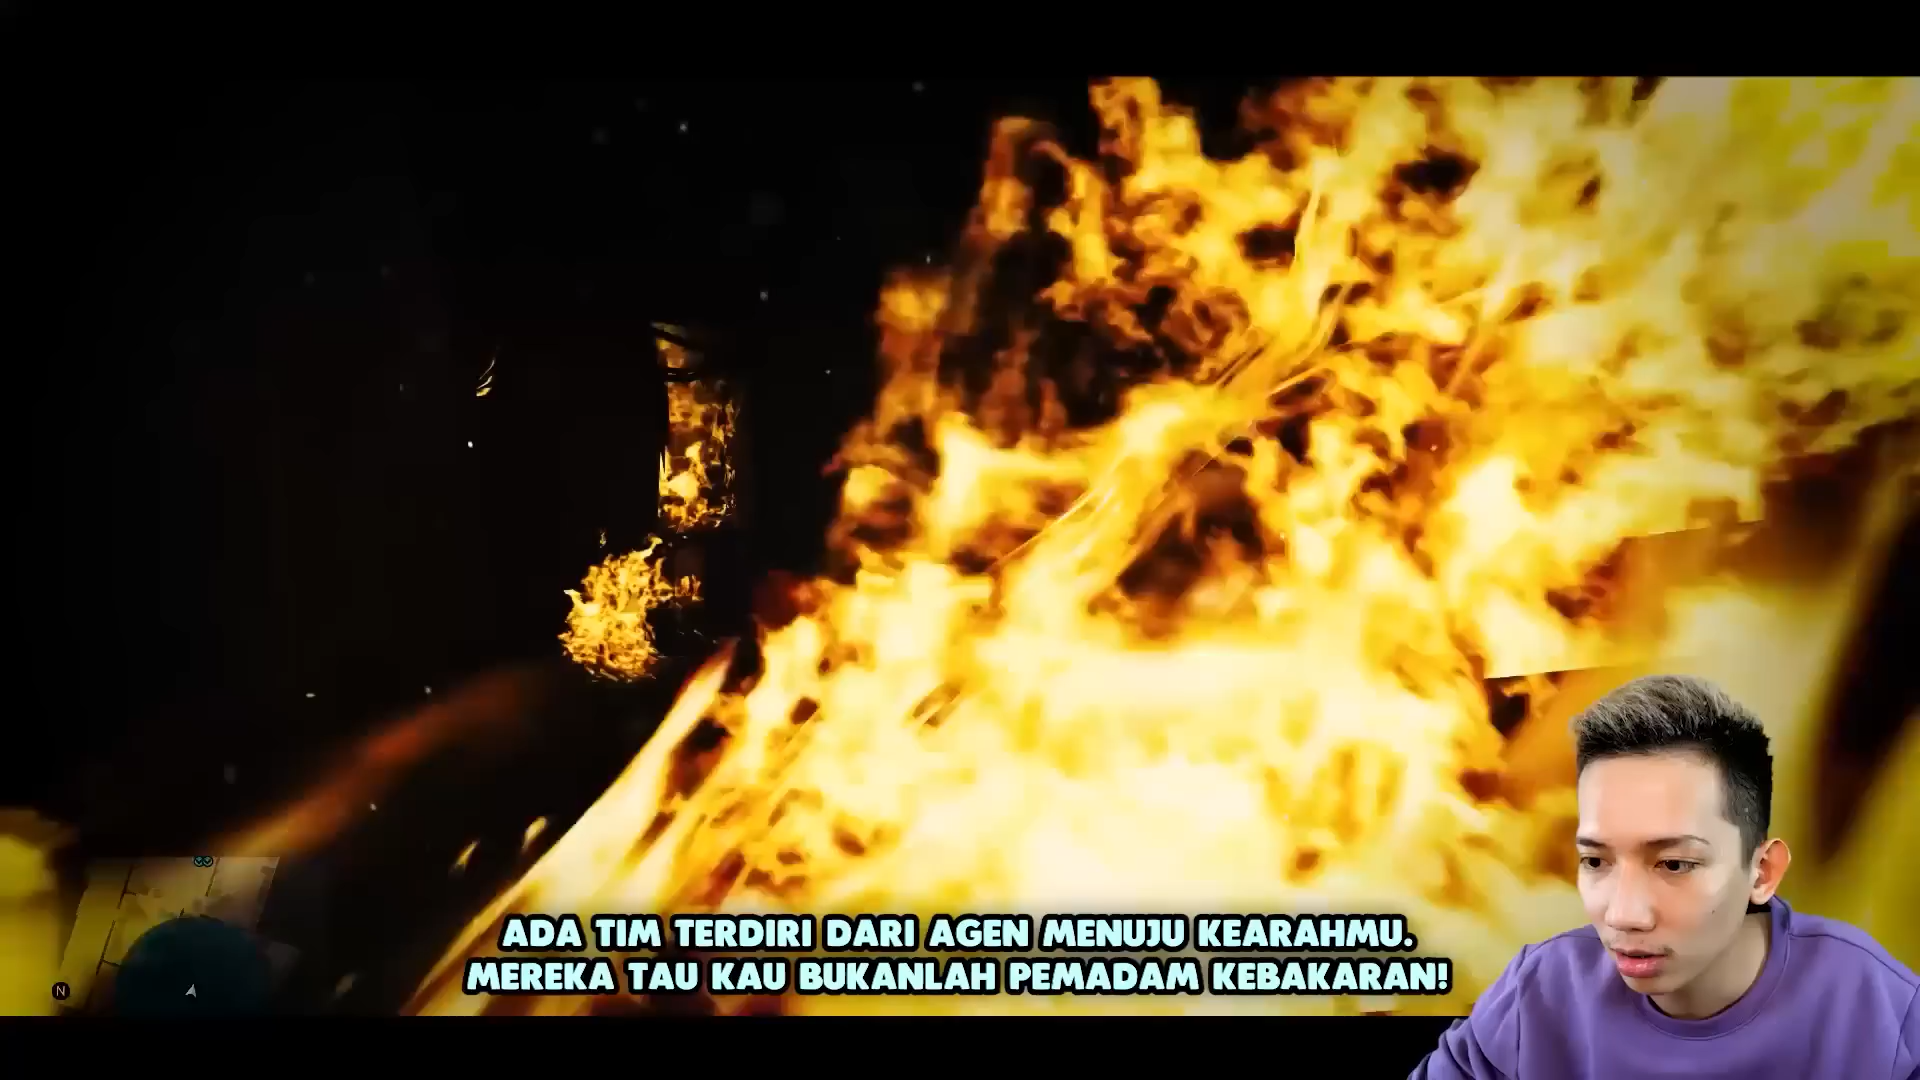 ADA TIM TERDIRI DARI AGEN MENUJU KEARAHMU.
MEREKA TAU KAU BUKANLAH PEMADAM KEBAKARAN!
N